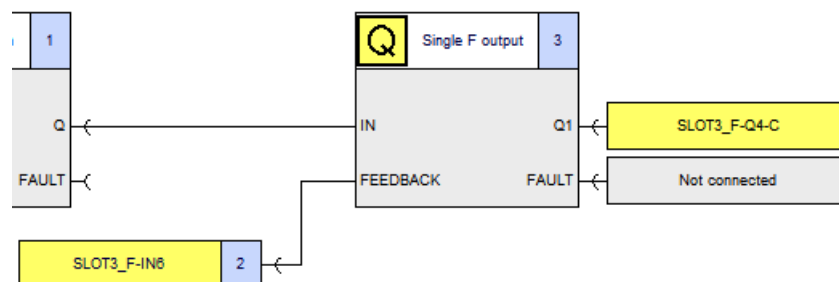 1
Q
FAULT
Q
Single F output
3
IN
FEEDBACK
Q1
FAULT
SLOT3_F-Q4-C
Not connected
SLOT3_F-IN6
2